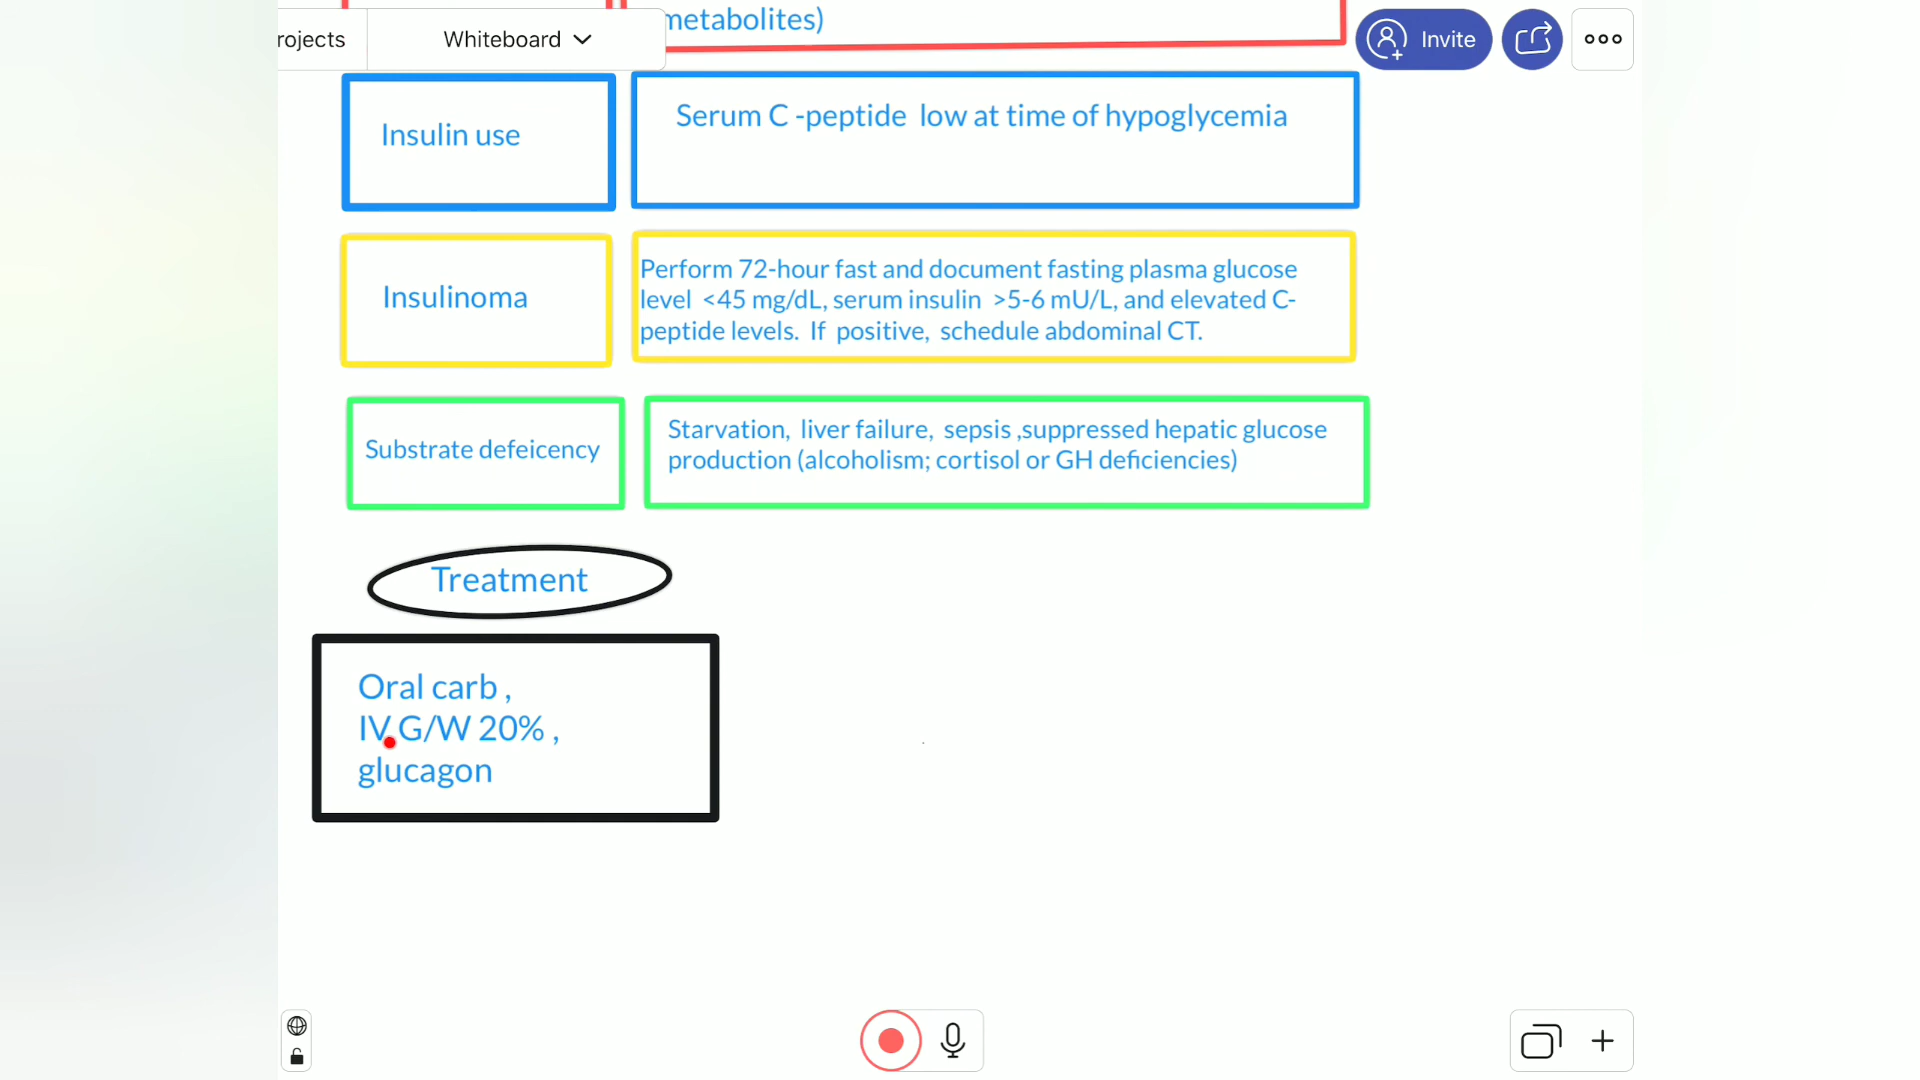 metabolites)
rojects
Whiteboard
Invite
Insulin use
Serum C -peptide low at time of hypoglycemia
Insulinoma
Perform 72-hour fast and document fasting plasma glucose
level <45 mg/dL, serum insulin >5-6 mU/L, and elevated C-
peptide levels. If positive, schedule abdominal CT.
Substrate defeicency
Starvation, liver failure, sepsis ,suppressed hepatic glucose
production (alcoholism; cortisol or GH deficiencies)
Treatment
Oral carb ,
IV G/W 20% ,
glucagon